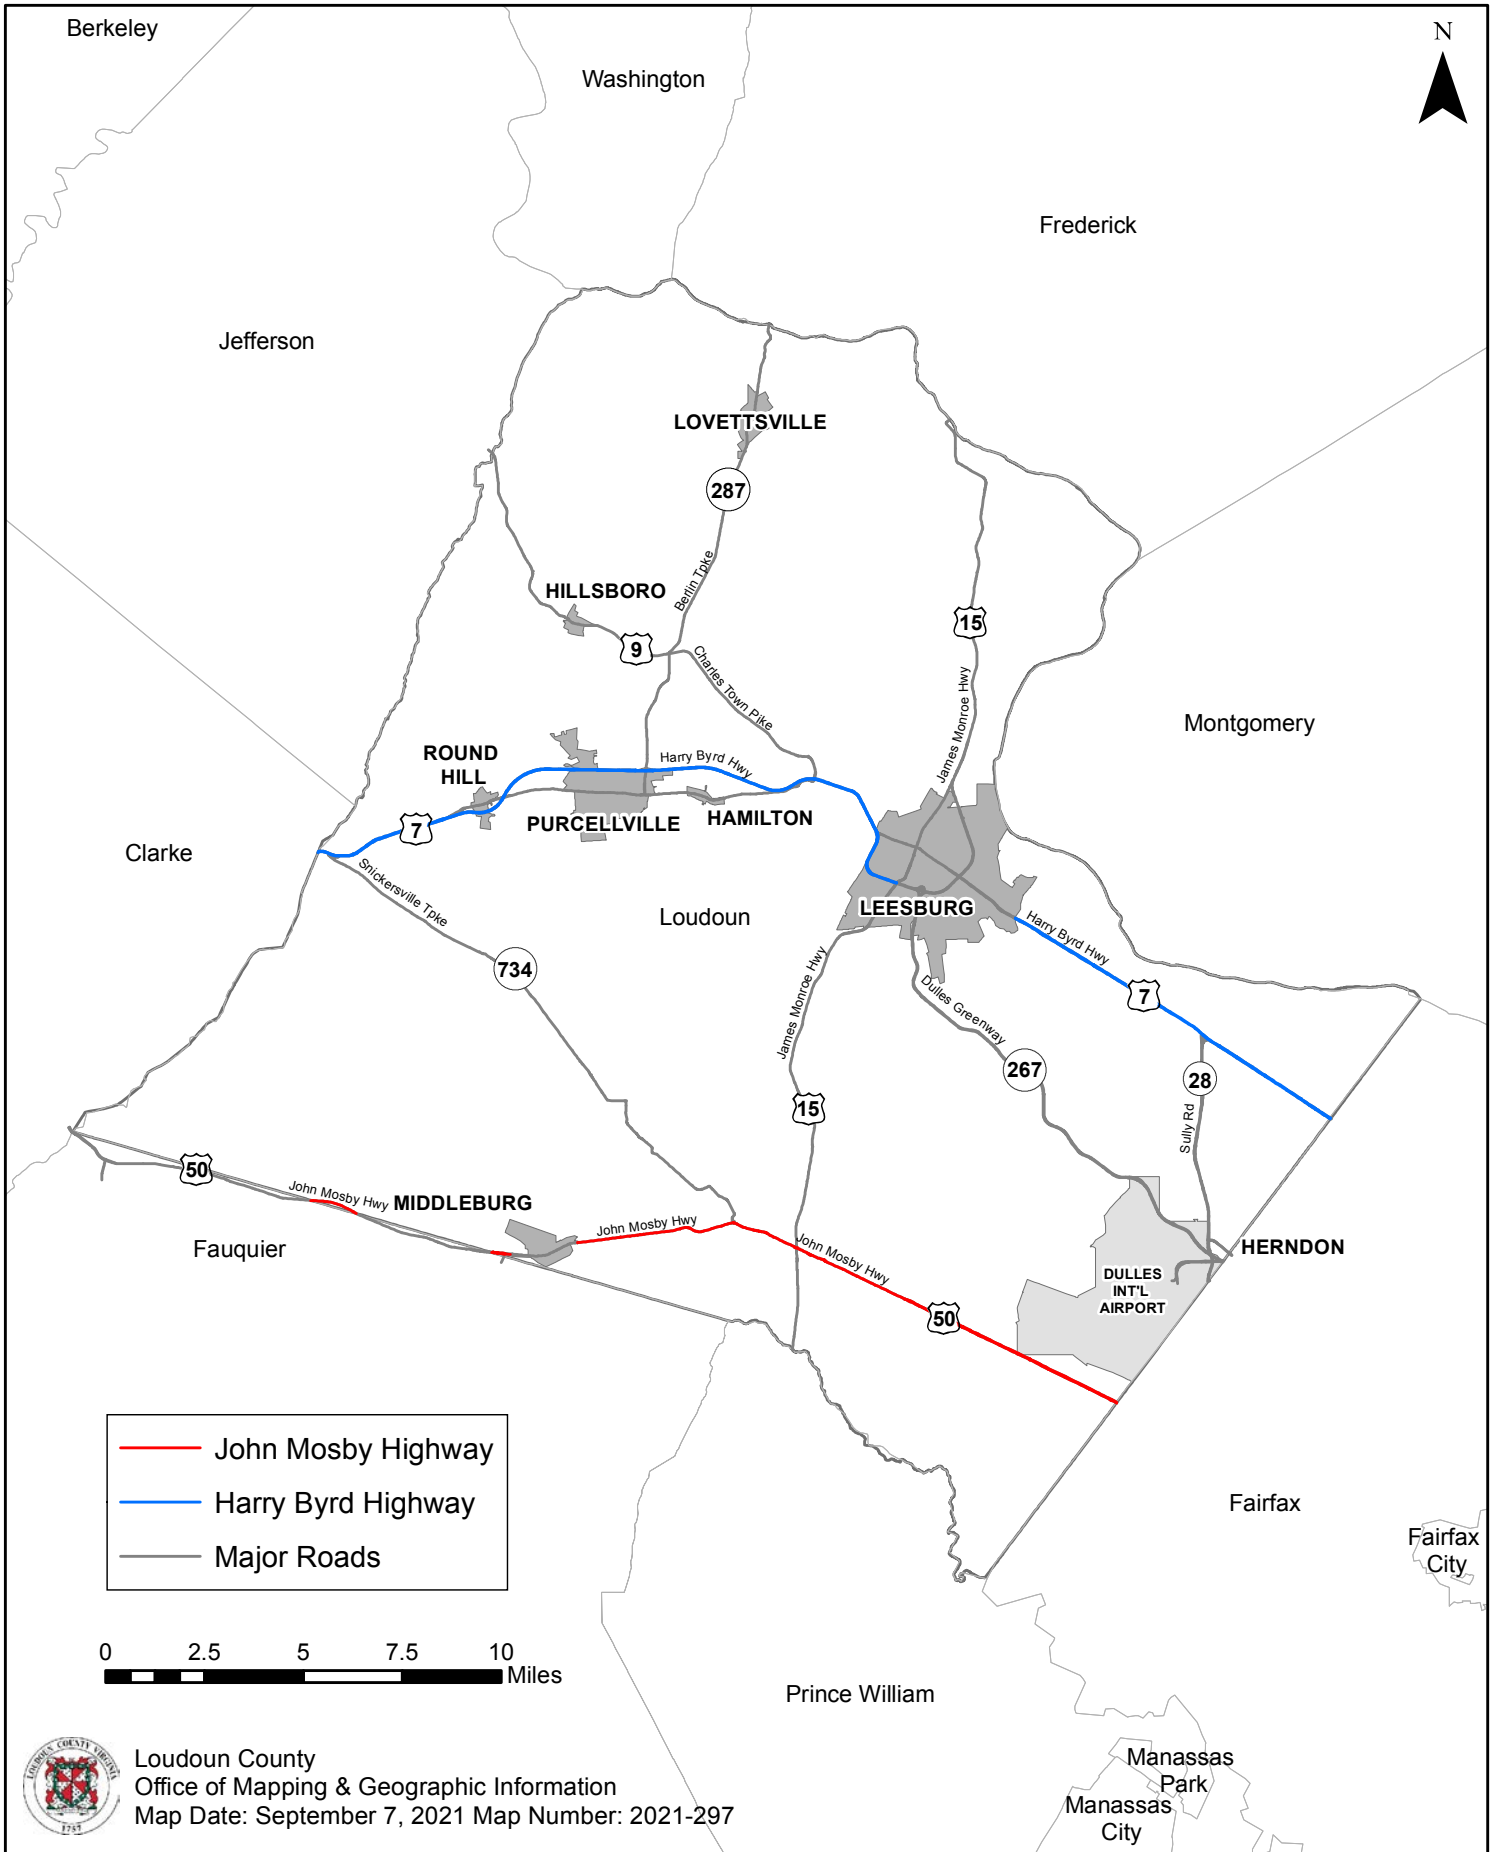 Berkeley
Washington
N
Frederick
Jefferson
LOVETTSVILLE
287
Berlin Tpke
HILLSBORO
9
15
Charles Town Pike
James Monroe Hwy
Montgomery
ROUND
HILL
Harry Byrd Hwy
7
PURCELLVILLE
HAMILTON
Clarke
Snickersville Tpke
Loudoun
LEESBURG
Harry Byrd Hwy
734
James Monroe Hwy
Dulles Greenway
7
267
28
15
Sully Rd
50
John Mosby Hwy
MIDDLEBURG
John Mosby Hwy
John Mosby Hwy
Fauquier
HERNDON
DULLES
INT'L
AIRPORT
50
John Mosby Highway
Harry Byrd Highway
Major Roads
Fairfax
Fairfax
City
0 2.5 5 7.5 10
Miles
Prince William
Manassas
Park
Manassas
City
LOUDOUN COUNTY VIRGINIA
1757
Loudoun County
Office of Mapping & Geographic Information
Map Date: September 7, 2021 Map Number: 2021-297